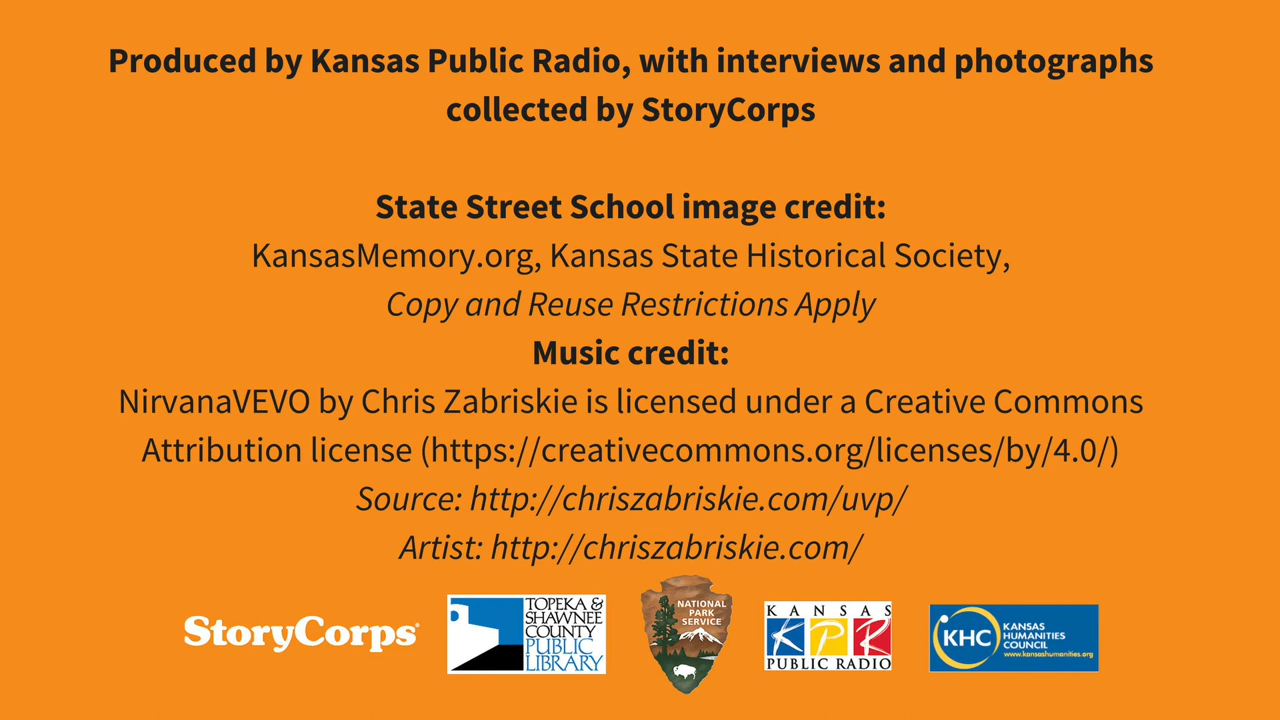 Produced by Kansas Public Radio, with interviews and photographs
collected by StoryCorps
State Street School image credit:
KansasMemory.org, Kansas State Historical Society,
Copy and Reuse Restrictions Apply
Music credit:
NirvanaVEVO by Chris Zabriskie is licensed under a Creative Commons
Attribution license (https://creativecommons.org/licenses/by/4.0/)
Source: http://chriszabriskie.com/uvp/
Artist: http://chriszabriskie.com/
StoryCorps
TOPEKA &
SHAWNEE
COUNTY
PUBLIC
LIBRARY
NATIONAL
PARK
SERVICE
KANSAS
KPR
PUBLIC RADIO
KHC
KANSAS
HUMANITIES
COUNCIL
www.kansashumanities.org